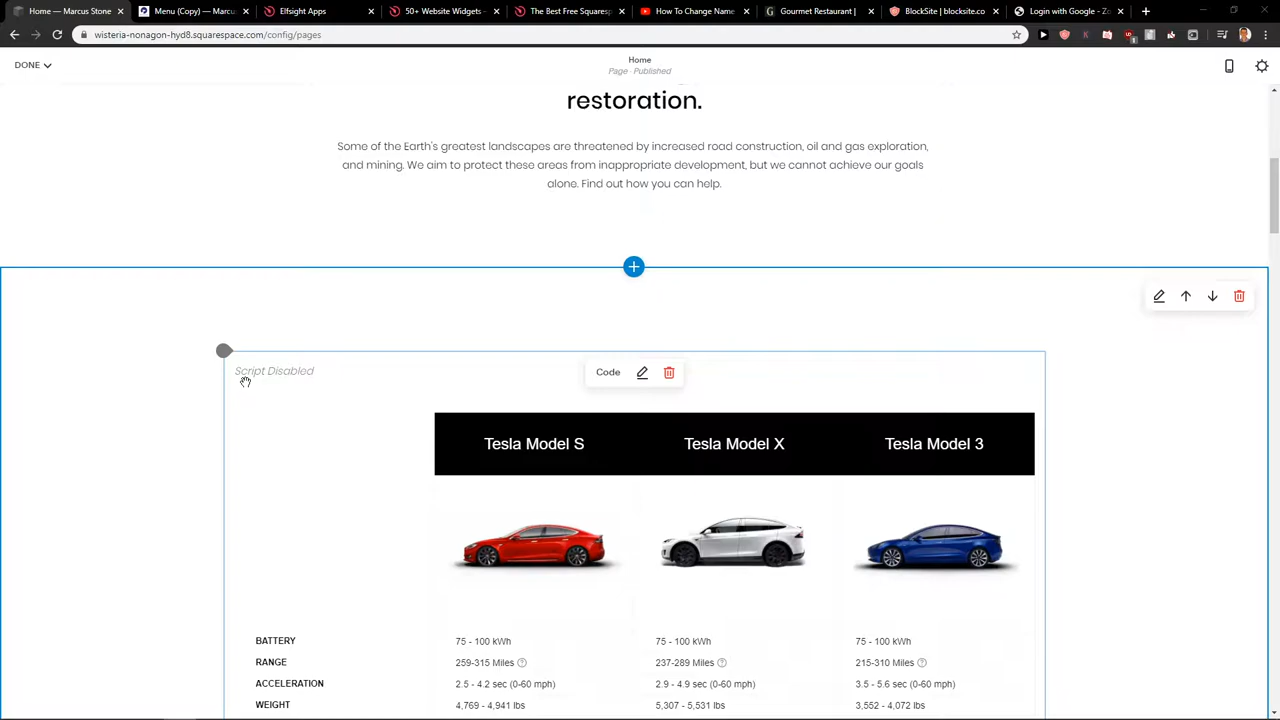 Home — Marcus Stone
Menu (Copy) — Marcus
Elfsight Apps
50+ Website Widgets -
The Best Free Squaresp
How To Change Name
Gourmet Restaurant |
BlockSite | blocksite.co
Login with Google - Zo
wisteria-nonagon-hyd8.squarespace.com/config/pages
DONE
Home
Page · Published
restoration.
Some of the Earth's greatest landscapes are threatened by increased road construction, oil and gas exploration,
and mining. We aim to protect these areas from inappropriate development, but we cannot achieve our goals
alone. Find out how you can help.
Script Disabled
Code
Tesla Model S Tesla Model X Tesla Model 3
BATTERY 75 - 100 kWh 75 - 100 kWh 75 - 100 kWh
RANGE 259-315 Miles 237-289 Miles 215-310 Miles
ACCELERATION 2.5 - 4.2 sec (0-60 mph) 2.9 - 4.9 sec (0-60 mph) 3.5 - 5.6 sec (0-60 mph)
WEIGHT 4,769 - 4,941 lbs 5,307 - 5,531 lbs 3,552 - 4,072 lbs